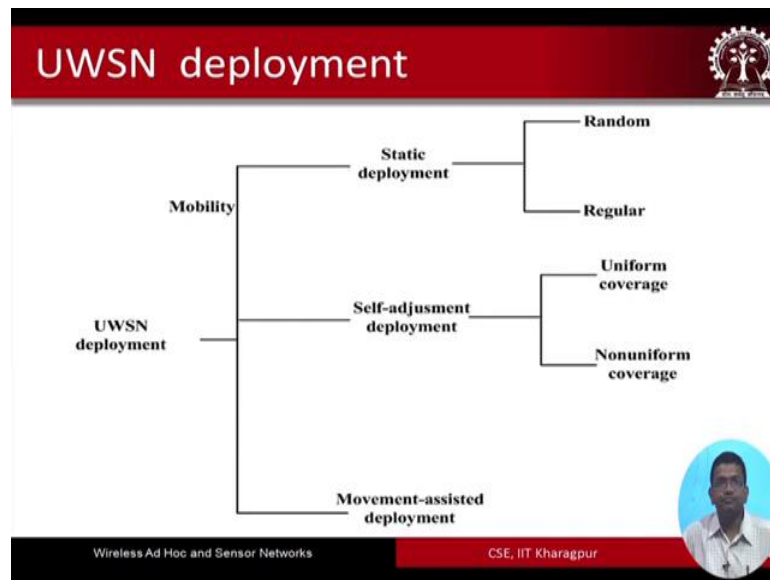 UWSN deployment
Random
Static
deployment
Mobility
Regular
Uniform
coverage
Self-adjusment
deployment
UWSN
deployment
Nonuniform
coverage
Movement-assisted
deployment
Wireless Ad Hoc and Sensor Networks
CSE, IIT Kharagpur